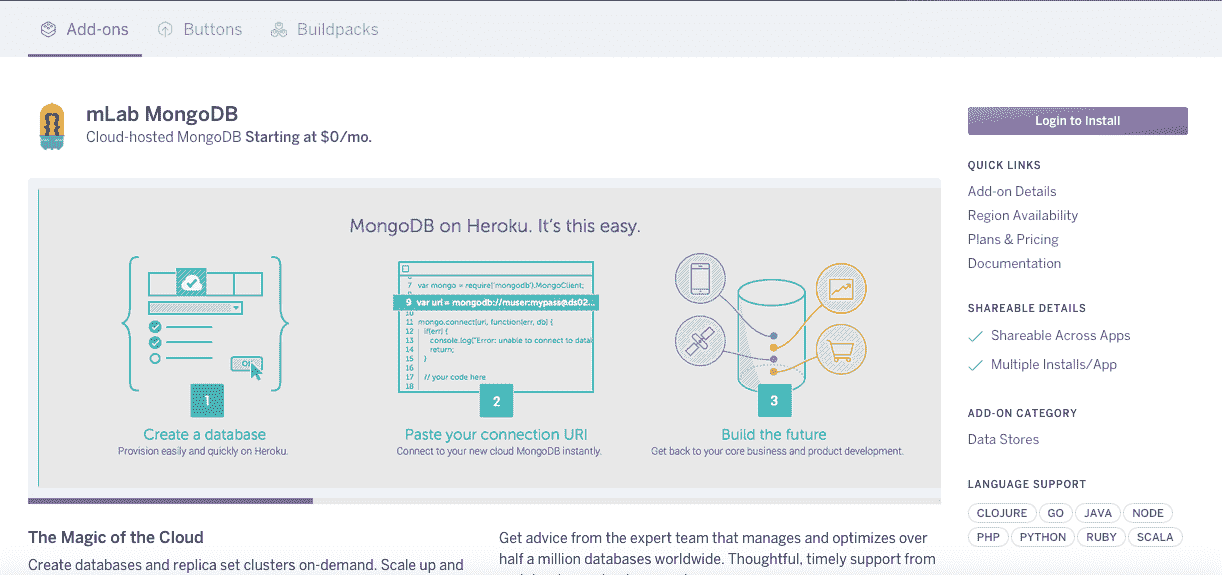 Add-ons
Buttons
Buildpacks
mLab MongoDB
Cloud-hosted MongoDB Starting at $0/mo.
MongoDB on Heroku. It's this easy.
7 var mongo = require('mongodb').MongoClient;
9 var url = mongodb://muser:mypass@ds02...
10
11 mongo.connect(url, function(err, db) {
12 if(err) {
13 console.log("Error: unable to connect to datal
14 return;
15 }
16
17 // your code here
18
1
2
3
Create a database
Provision easily and quickly on Heroku.
Paste your connection URI
Connect to your new cloud MongoDB instantly.
Build the future
Get back to your core business and product development.
The Magic of the Cloud
Create databases and replica set clusters on-demand. Scale up and
Get advice from the expert team that manages and optimizes over
half a million databases worldwide. Thoughtful, timely support from
Login to Install
QUICK LINKS
Add-on Details
Region Availability
Plans & Pricing
Documentation
SHAREABLE DETAILS
Shareable Across Apps
Multiple Installs/App
ADD-ON CATEGORY
Data Stores
LANGUAGE SUPPORT
CLOJURE GO JAVA NODE
PHP PYTHON RUBY SCALA